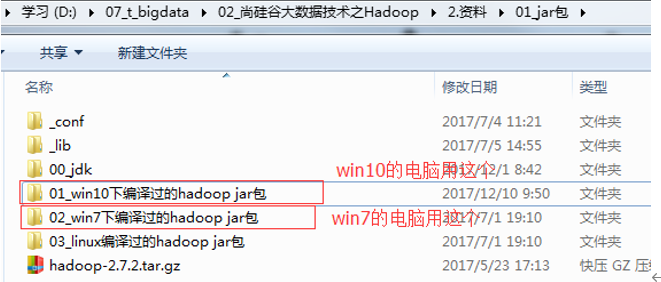 学习 (D:) ▸ 07_t_bigdata ▸ 02_尚硅谷大数据技术之Hadoop ▸ 2.资料 ▸ 01_jar包 ▸
共享 ▼ 新建文件夹
名称 修改日期 类型
_conf 2017/7/4 11:21 文件夹
_lib 2017/7/5 14:55 文件夹
win10的电脑用这个
00_jdk 2017/12/1 8:42 文件夹
01_win10下编译过的hadoop jar包 2017/12/10 9:50 文件夹
win7的电脑用这个
02_win7下编译过的hadoop jar包 2017/7/1 19:10 文件夹
03_linux编译过的hadoop jar包 2017/7/1 19:10 文件夹
hadoop-2.7.2.tar.gz 2017/5/23 17:13 快压 GZ 压